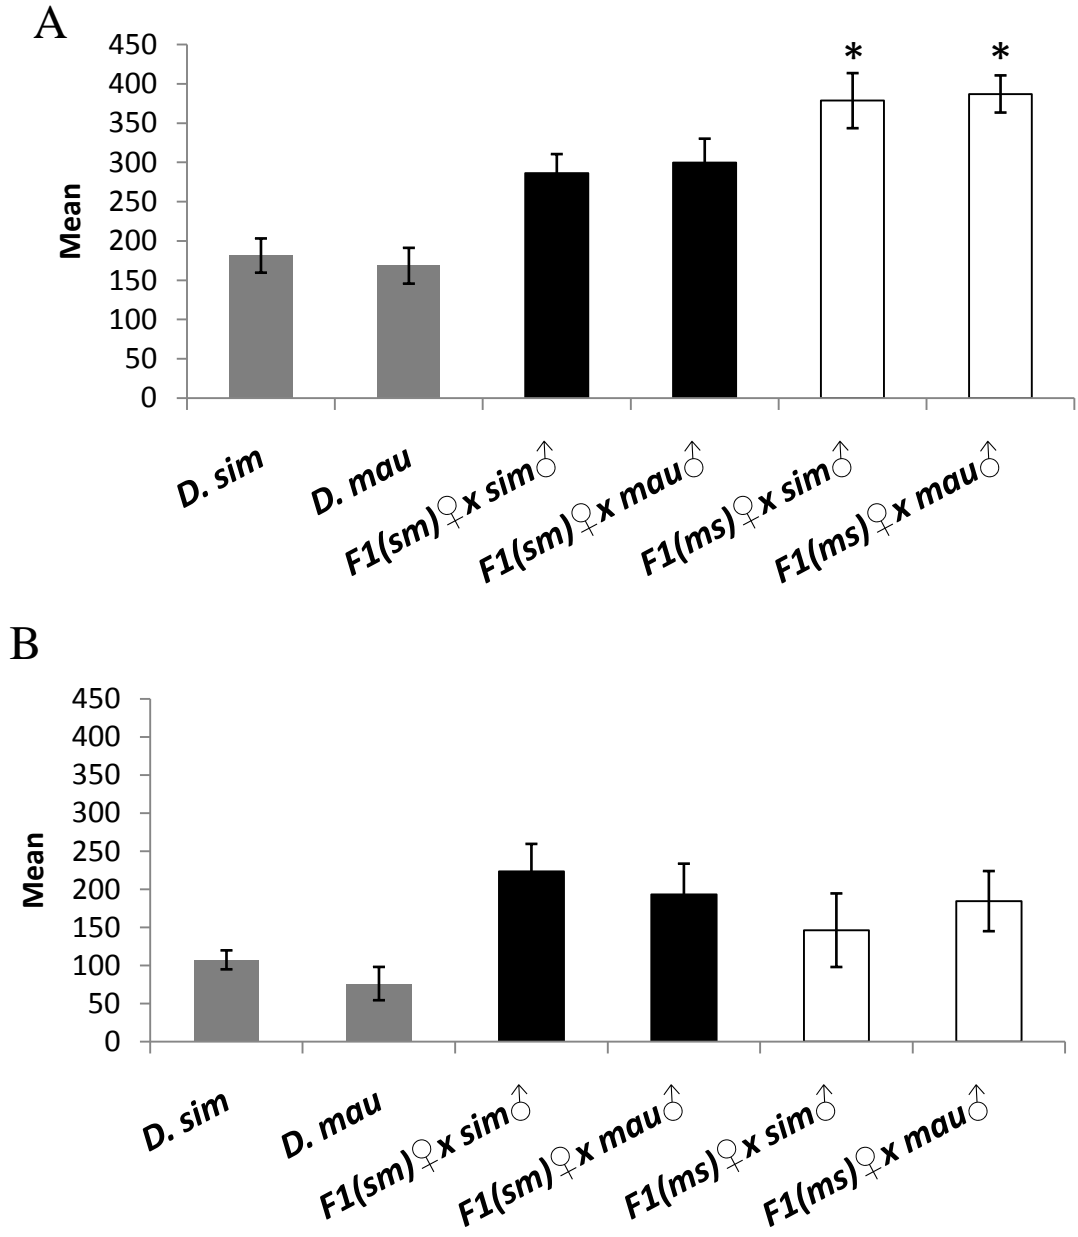 A
450
400
350
300
250
200
150
100
50
0
Mean
* *
D. sim
D. mau
F1(sm)♀x sim♂
F1(sm)♀x mau♂
F1(ms)♀x sim♂
F1(ms)♀x mau♂
B
450
400
350
300
250
200
150
100
50
0
Mean
D. sim
D. mau
F1(sm)♀x sim♂
F1(sm)♀x mau♂
F1(ms)♀x sim♂
F1(ms)♀x mau♂